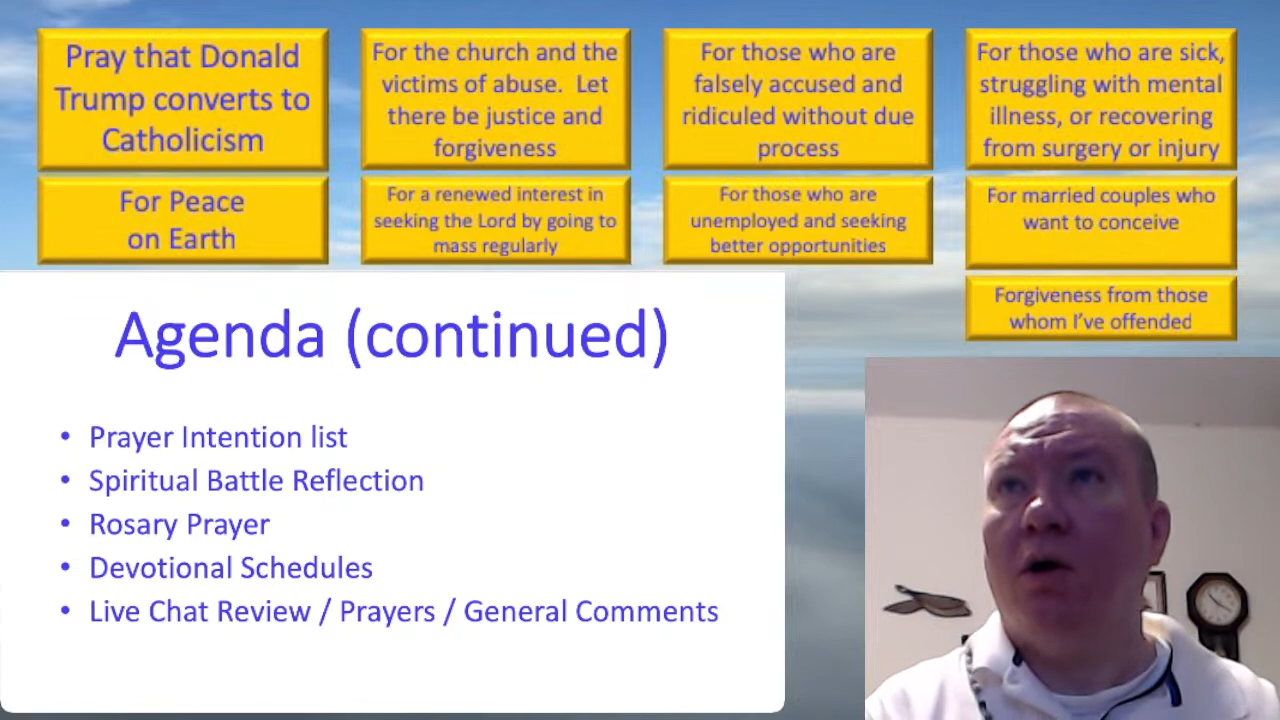 Pray that Donald
Trump converts to
Catholicism
For the church and the
victims of abuse.  Let
there be justice and
forgiveness
For those who are
falsely accused and
ridiculed without due
process
For those who are sick,
struggling with mental
illness, or recovering
from surgery or injury
For Peace
on Earth
For a renewed interest in
seeking the Lord by going to
mass regularly
For those who are
unemployed and seeking
better opportunities
For married couples who
want to conceive
Forgiveness from those
whom I've offended
Agenda (continued)
• Prayer Intention list
• Spiritual Battle Reflection
• Rosary Prayer
• Devotional Schedules
• Live Chat Review / Prayers / General Comments